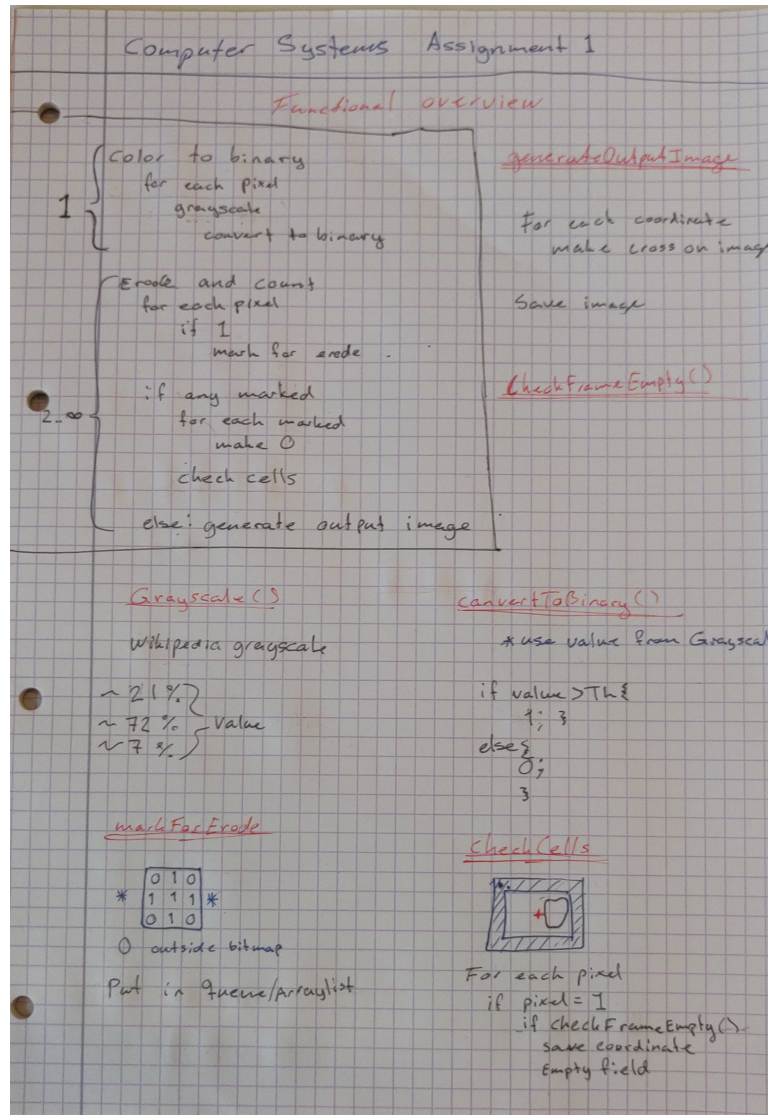 Computer Systems Assignment 1
Functional overview
1
Color to binary
for each pixel
grayscale
convert to binary
2..∞
Erode and count
for each pixel
if 1
mark for erode
if any marked
for each marked
make 0
check cells
else: generate output image
generateOutputImage
For each coordinate
make cross on image
Save image
CheckFrameEmpty()
Grayscale()
Wikipedia grayscale
~ 21%
~ 72%
~ 7%
Value
convertToBinary()
* use value from Grayscal
if value >Th{
1; }
else{
0;
}
markForErode
0 1 0
* 1 1 1 *
0 1 0
0 outside bitmap
Put in queue/Arraylist
checkCells
+
For each pixel
if pixel = 1
if checkFrameEmpty()
save coordinate
Empty field